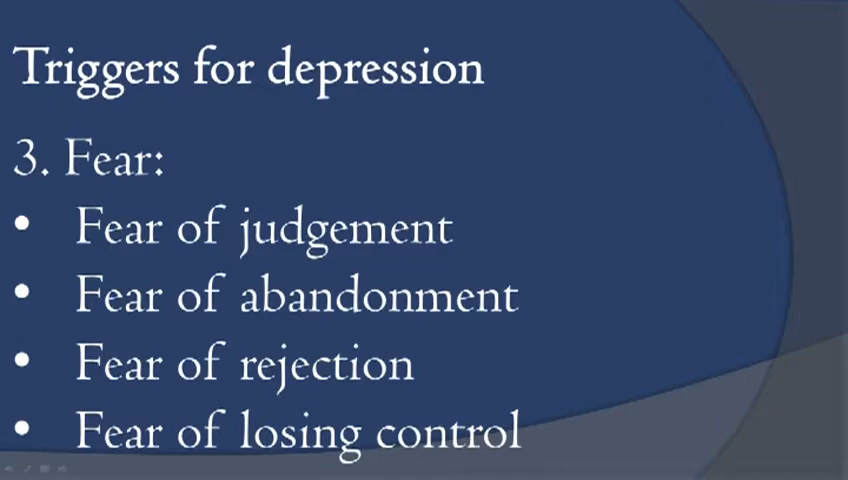 Triggers for depression
3. Fear:
• Fear of judgement
• Fear of abandonment
• Fear of rejection
• Fear of losing control